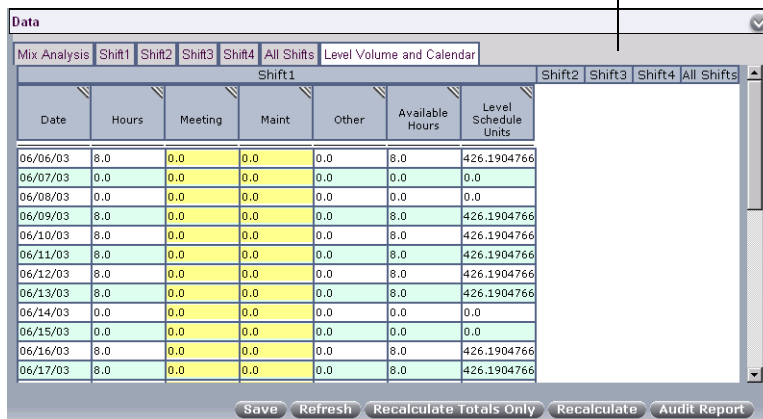 Data
Mix Analysis Shift1 Shift2 Shift3 Shift4 All Shifts Level Volume and Calendar
Shift1 Shift2 Shift3 Shift4 All Shifts
Date Hours Meeting Maint Other Available Hours Level Schedule Units
06/06/03 8.0 0.0 0.0 0.0 8.0 426.1904766
06/07/03 0.0 0.0 0.0 0.0 0.0 0.0
06/08/03 0.0 0.0 0.0 0.0 0.0 0.0
06/09/03 8.0 0.0 0.0 0.0 8.0 426.1904766
06/10/03 8.0 0.0 0.0 0.0 8.0 426.1904766
06/11/03 8.0 0.0 0.0 0.0 8.0 426.1904766
06/12/03 8.0 0.0 0.0 0.0 8.0 426.1904766
06/13/03 8.0 0.0 0.0 0.0 8.0 426.1904766
06/14/03 0.0 0.0 0.0 0.0 0.0 0.0
06/15/03 0.0 0.0 0.0 0.0 0.0 0.0
06/16/03 8.0 0.0 0.0 0.0 8.0 426.1904766
06/17/03 8.0 0.0 0.0 0.0 8.0 426.1904766
Save Refresh Recalculate Totals Only Recalculate Audit Report